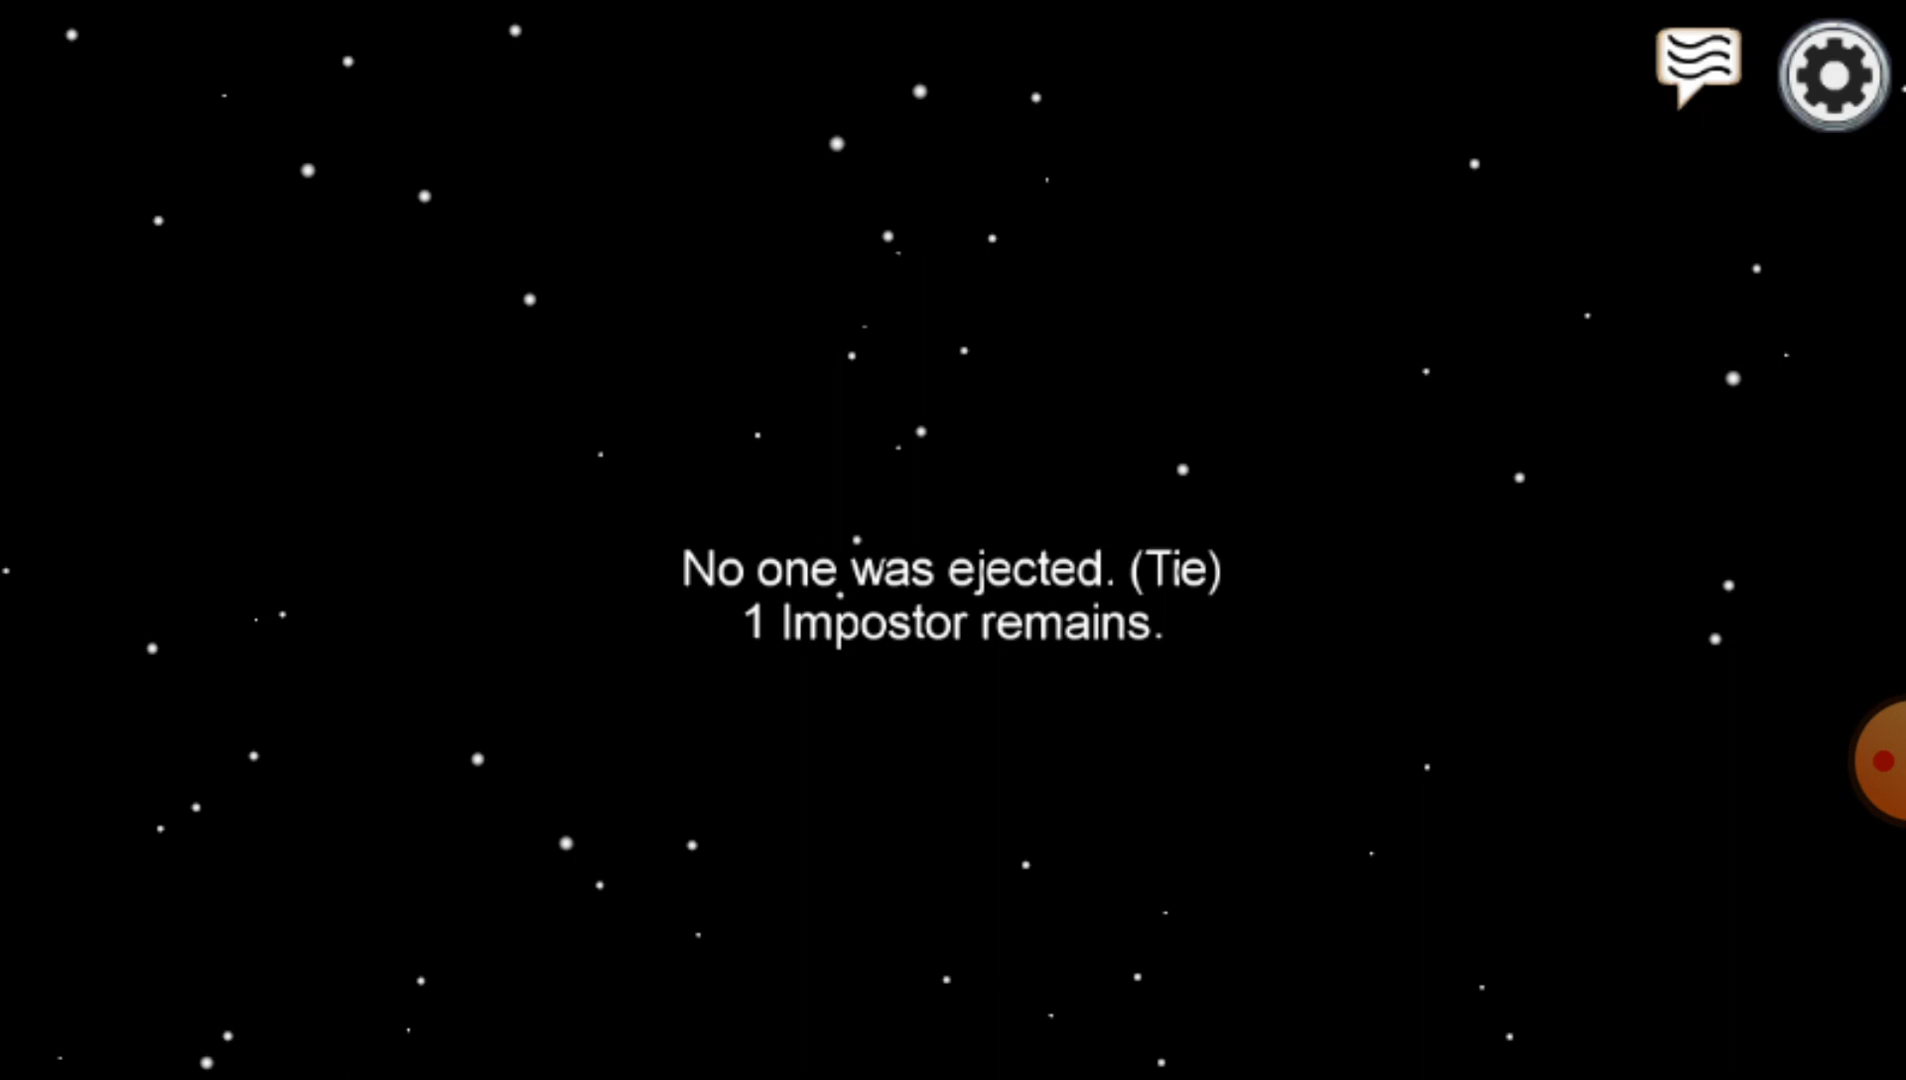 No one was ejected. (Tie)
1 Impostor remains.